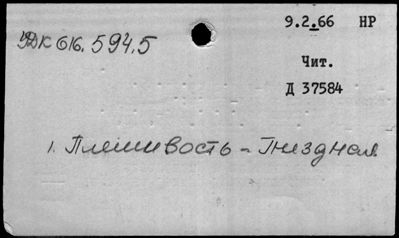 9.2.66 НР
УДК 616.594.5
Чит.
Д 37584
1. Плешивость - Гнездная